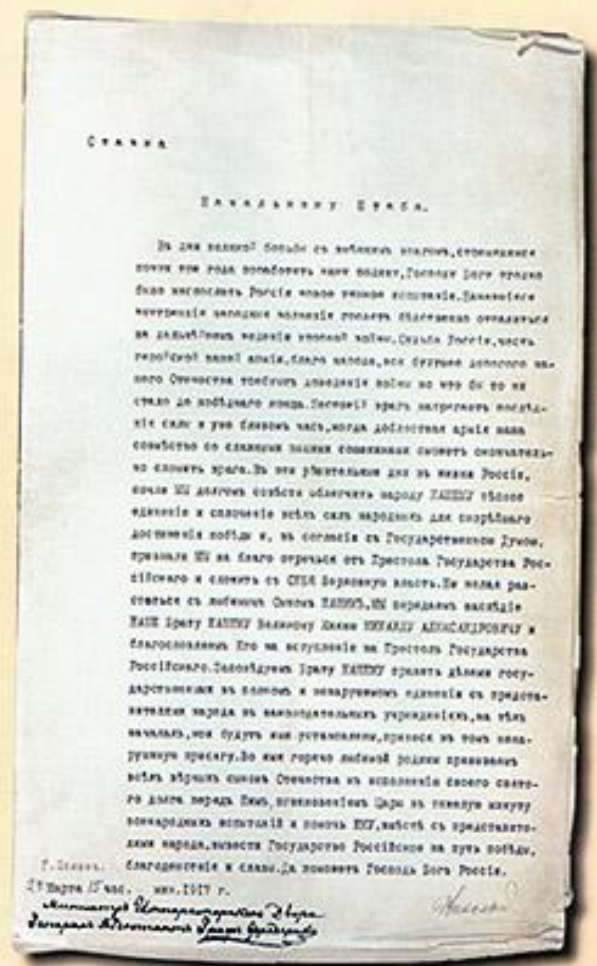 Ставка
Начальнику Штаба.
Въ дни великой борьбы съ внѣшнимъ врагомъ, стремящимся
почти три года поработить нашу родину, Господу Богу угодно
было ниспослать Россіи новое тяжкое испытаніе. Начавшіяся
внутреннія народныя волненія грозятъ бѣдственно отразиться
на дальнѣйшемъ веденіи упорной войны. Судьба Россіи, честь
геройской нашей арміи, благо народа, все будущее дорогого на-
шего Отечества требуютъ доведенія войны во что бы то ни
стало до побѣднаго конца. Жестокій врагъ напрягаетъ послѣд-
нія силы и уже близокъ часъ, когда доблестная армія наша
совмѣстно со славными нашими союзниками сможетъ окончатель-
но сломить врага. Въ эти рѣшительные дни въ жизни Россіи,
почли МЫ долгомъ совѣсти облегчить народу НАШЕМУ тѣсное
единеніе и сплоченіе всѣхъ силъ народныхъ для скорѣйшаго
достиженія побѣды и, въ согласіи съ Государственною Думою,
признали МЫ за благо отречься отъ Престола Государства Рос-
сійскаго и сложить съ СЕБЯ Верховную власть. Не желая раз-
статься съ любимымъ Сыномъ НАШИМЪ, МЫ передаемъ наслѣдіе
НАШЕ Брату НАШЕМУ Великому Князю МИХАИЛУ АЛЕКСАНДРОВИЧУ и
благословляемъ Его на вступленіе на Престолъ Государства
Россійскаго. Заповѣдуемъ Брату НАШЕМУ править дѣлами госу-
дарственными въ полномъ и ненарушимомъ единеніи съ предста-
вителями народа въ законодательныхъ учрежденіяхъ, на тѣхъ
началахъ, кои будутъ ими установлены, принеся въ томъ нена-
рушимую присягу. Во имя горячо любимой родины призываемъ
всѣхъ вѣрныхъ сыновъ Отечества къ исполненію своего свято-
го долга передъ Нимъ, повиновеніемъ Царю въ тяжелую минуту
всенародныхъ испытаній и помочь ЕМУ, вмѣстѣ съ представите-
лями народа, вывести Государство Россійское на путь побѣды,
благоденствія и славы. Да поможетъ Господь Богъ Россіи.
Г. Псковъ.
Марта 15 час. мин. 1917 г.
Николай
Министръ Императорскаго Двора
Генералъ Адъютантъ Графъ Фредериксъ